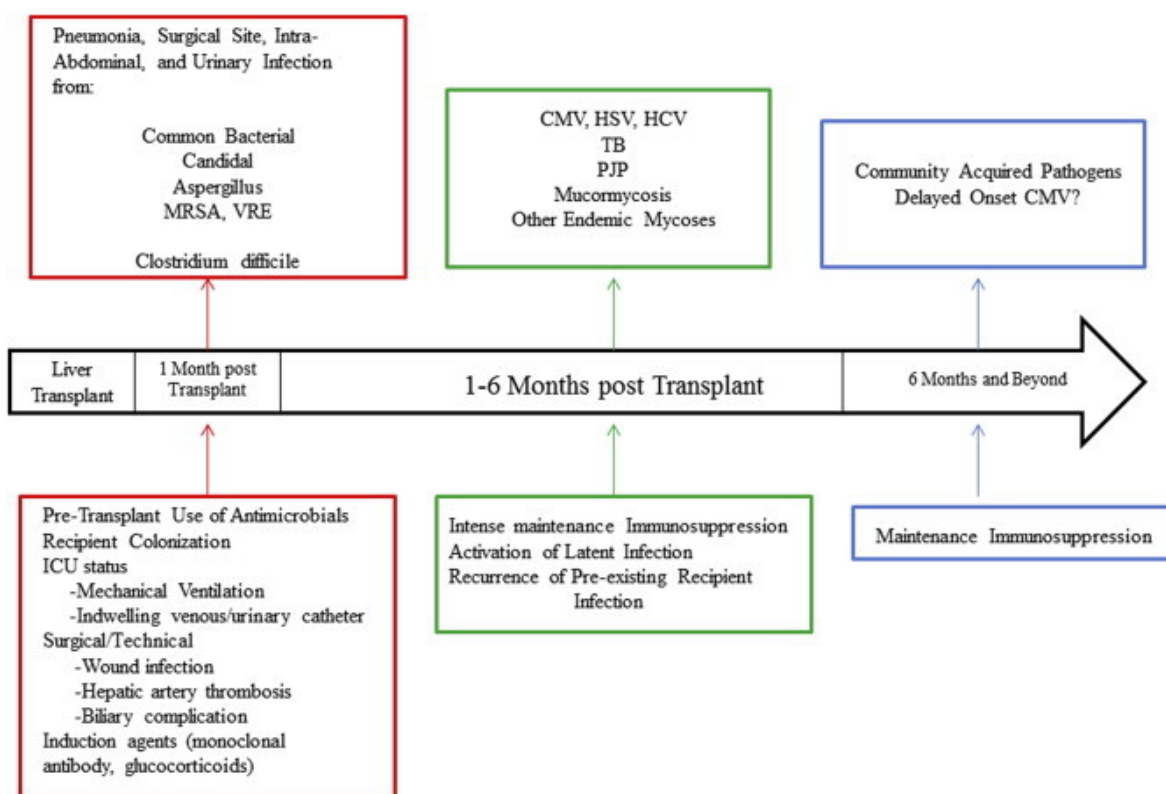 Pneumonia, Surgical Site, Intra-
Abdominal, and Urinary Infection
from:
Common Bacterial
Candidal
Aspergillus
MRSA, VRE
Clostridium difficile
CMV, HSV, HCV
TB
PJP
Mucormycosis
Other Endemic Mycoses
Community Acquired Pathogens
Delayed Onset CMV?
Liver
Transplant
1 Month post
Transplant
1-6 Months post Transplant
6 Months and Beyond
Pre-Transplant Use of Antimicrobials
Recipient Colonization
ICU status
-Mechanical Ventilation
-Indwelling venous/urinary catheter
Surgical/Technical
-Wound infection
-Hepatic artery thrombosis
-Biliary complication
Induction agents (monoclonal
antibody, glucocorticoids)
Intense maintenance Immunosuppression
Activation of Latent Infection
Recurrence of Pre-existing Recipient
Infection
Maintenance Immunosuppression